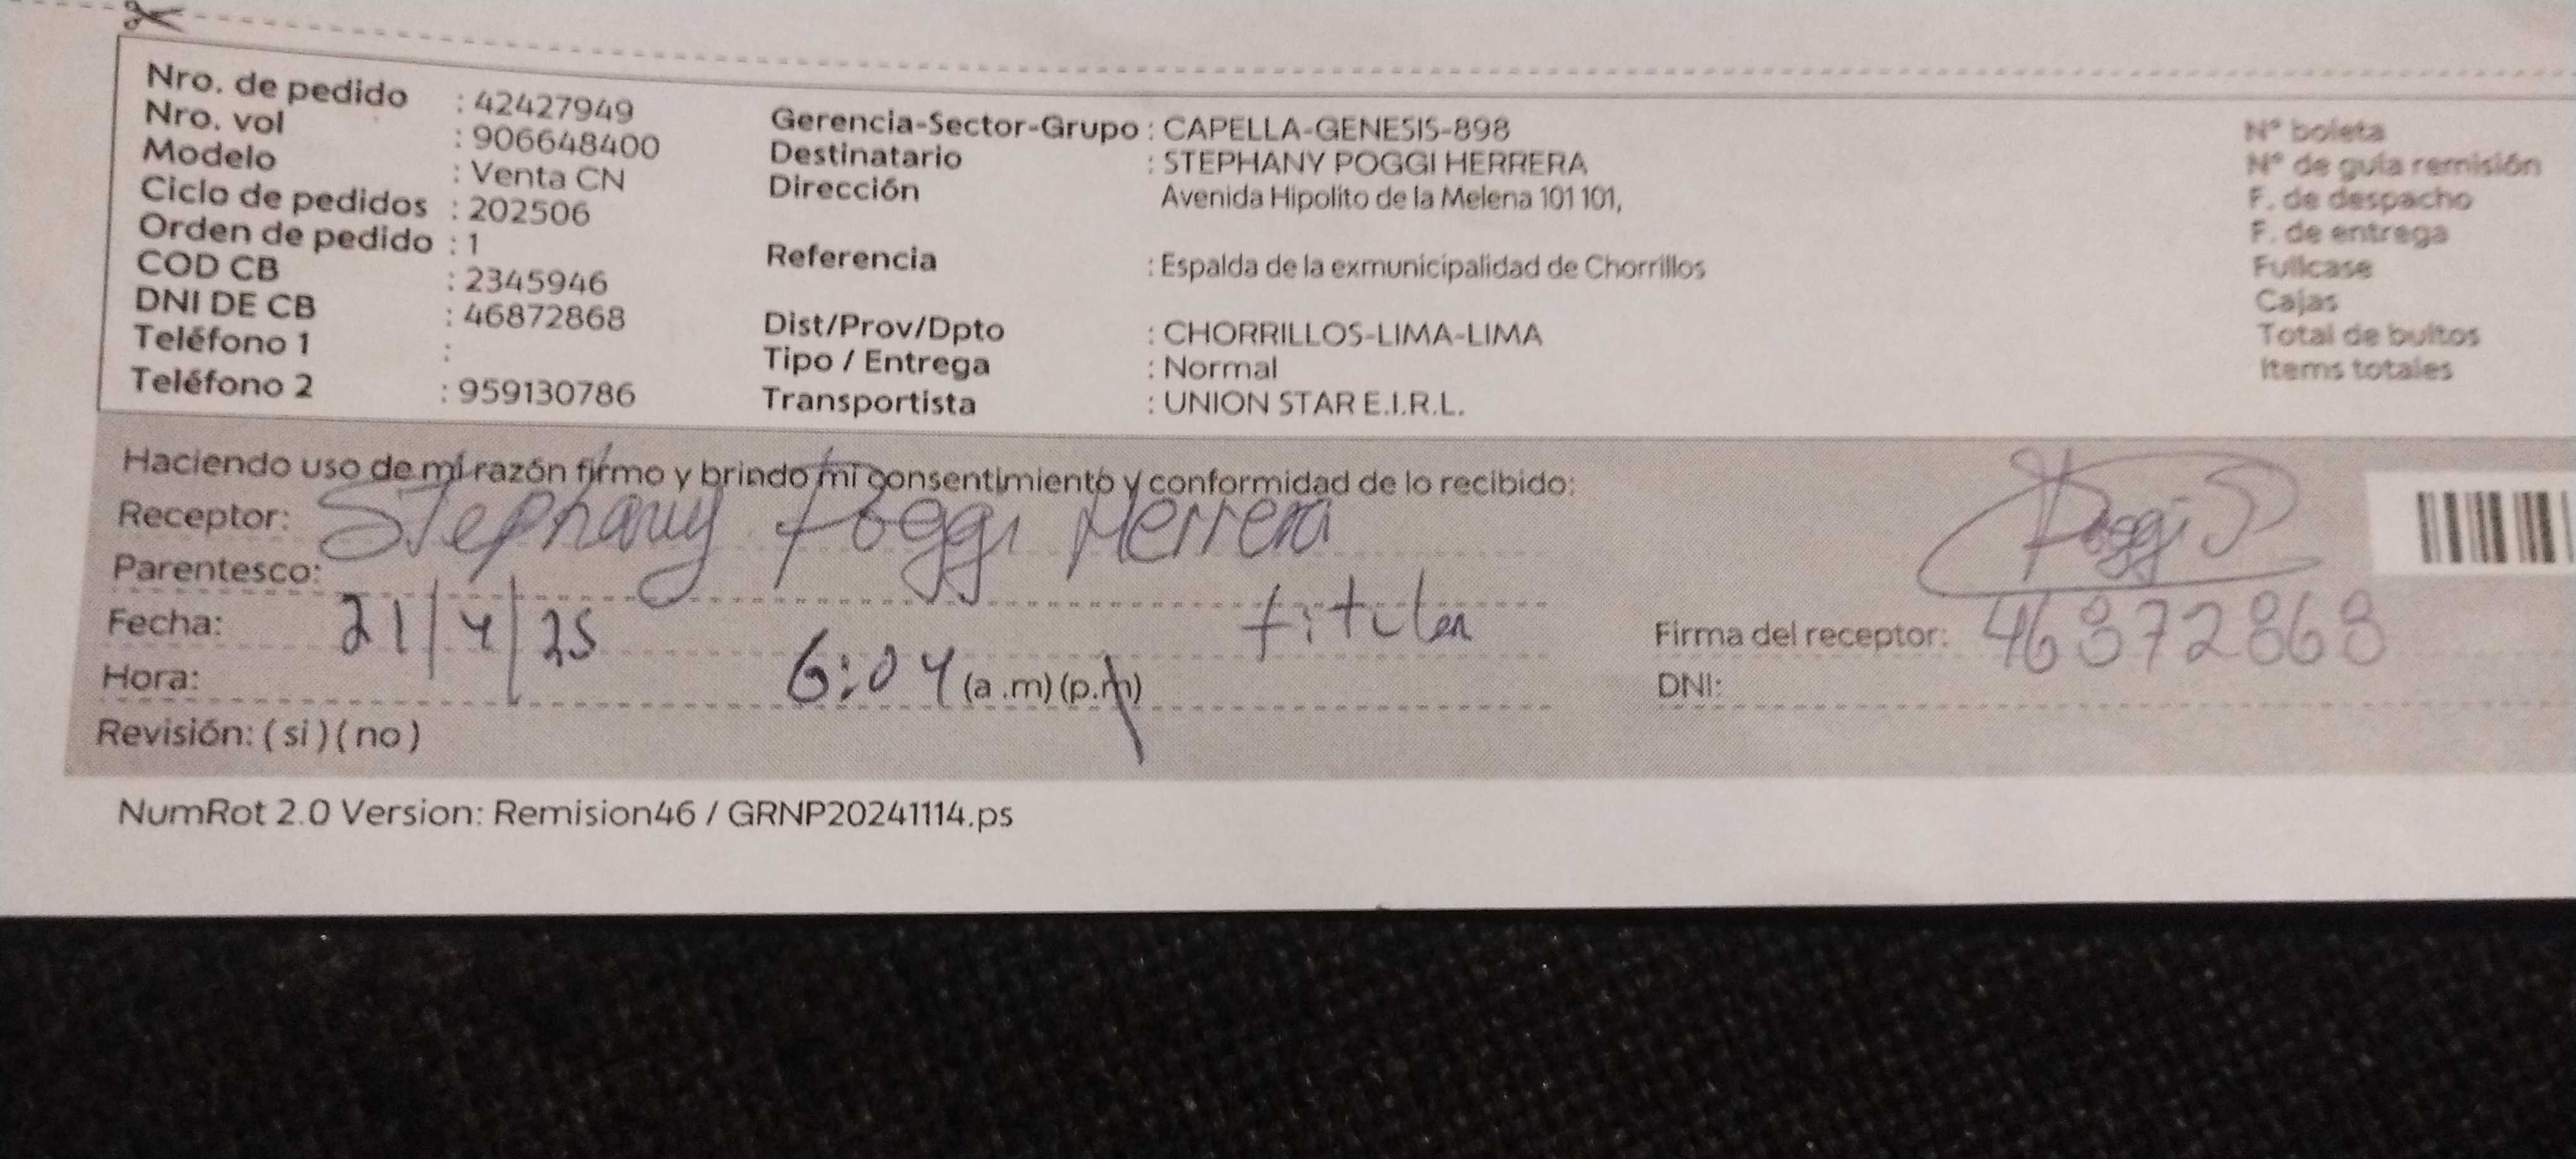 Nro. de pedido : 42427949
Nro. vol : 906648400
Modelo : Venta CN
Ciclo de pedidos : 202506
Orden de pedido : 1
COD CB : 2345946
DNI DE CB : 46872868
Teléfono 1 :
Teléfono 2 : 959130786
Gerencia-Sector-Grupo : CAPELLA-GENESIS-898
Destinatario : STEPHANY POGGI HERRERA
Dirección Avenida Hipolito de la Melena 101 101,
Referencia : Espalda de la exmunicipalidad de Chorrillos
Dist/Prov/Dpto : CHORRILLOS-LIMA-LIMA
Tipo / Entrega : Normal
Transportista : UNION STAR E.I.R.L.
N° boleta
N° de guía remisión
F. de despacho
F. de entrega
Fullcase
Cajas
Total de bultos
Items totales
Haciendo uso de mi razón firmo y brindo mi consentimiento y conformidad de lo recibido:
Receptor: Stephany Poggi Herrera
Parentesco: titular
Fecha: 21/4/25
Hora: 6:04 (a .m) (p.m)
Revisión: ( si ) ( no )
Poggi S
Firma del receptor: 46872868
DNI:
NumRot 2.0 Version: Remision46 / GRNP20241114.ps